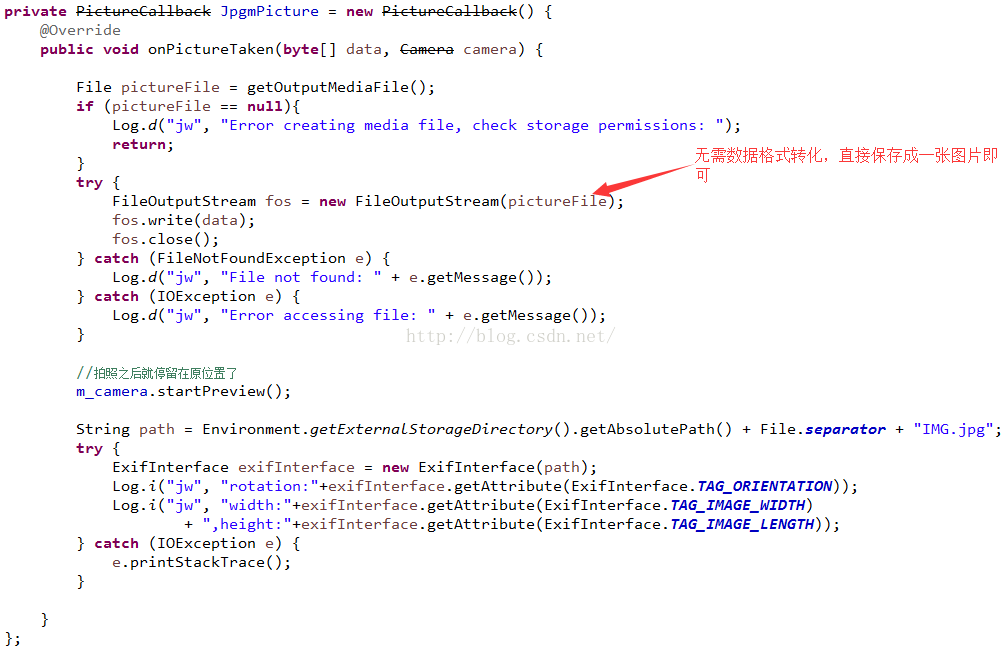 private PictureCallback JpgmPicture = new PictureCallback() {
    @Override
    public void onPictureTaken(byte[] data, Camera camera) {

        File pictureFile = getOutputMediaFile();
        if (pictureFile == null){
            Log.d("jw", "Error creating media file, check storage permissions: ");
            return;
        }
        try {
            FileOutputStream fos = new FileOutputStream(pictureFile);
            fos.write(data);
            fos.close();
        } catch (FileNotFoundException e) {
            Log.d("jw", "File not found: " + e.getMessage());
        } catch (IOException e) {
            Log.d("jw", "Error accessing file: " + e.getMessage());
        }

        //拍照之后就停留在原位置了
        m_camera.startPreview();

        String path = Environment.getExternalStorageDirectory().getAbsolutePath() + File.separator + "IMG.jpg";
        try {
            ExifInterface exifInterface = new ExifInterface(path);
            Log.i("jw", "rotation:"+exifInterface.getAttribute(ExifInterface.TAG_ORIENTATION));
            Log.i("jw", "width:"+exifInterface.getAttribute(ExifInterface.TAG_IMAGE_WIDTH)
                    + ",height:"+exifInterface.getAttribute(ExifInterface.TAG_IMAGE_LENGTH));
        } catch (IOException e) {
            e.printStackTrace();
        }

    }
};
无需数据格式转化，直接保存成一张图片即
可
http://blog.csdn.net/